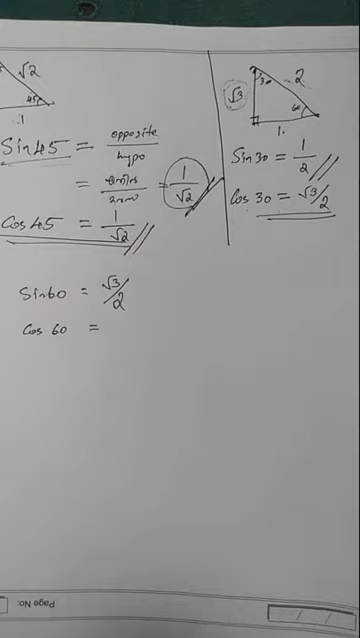 √2
45
1
Sin45 = opposite/hypo
= 1/√2
Cos45 = 1/√2
Sin60 = √3/2
Cos 60 =
√3
30
2
60
1.
Sin30 = 1/2
Cos 30 = √3/2
Page No: